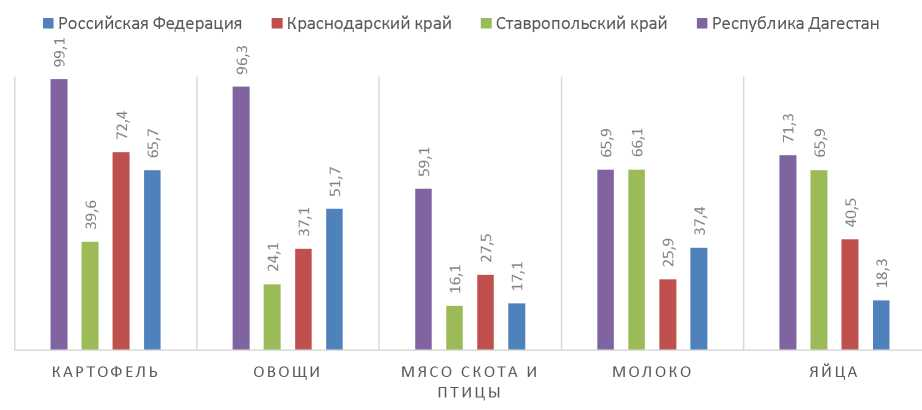 Российская Федерация Краснодарский край Ставропольский край Республика Дагестан
99,1 39,6 72,4 65,7
96,3 24,1 37,1 51,7
59,1 16,1 27,5 17,1
65,9 66,1 25,9 37,4
71,3 65,9 40,5 18,3
КАРТОФЕЛЬ ОВОЩИ МЯСО СКОТА И МОЛОКО ЯЙЦА
ПТИЦЫ